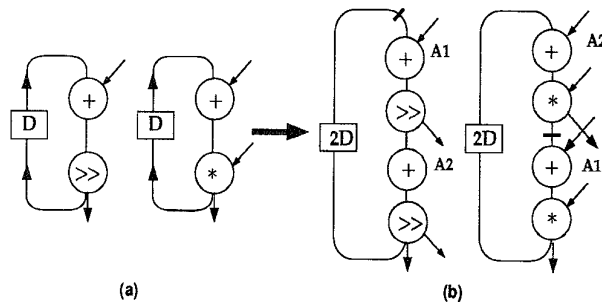 + + + A1 + A2
D D >> *
2D 2D
>> * + A2 + A1
>> *
(a) (b)